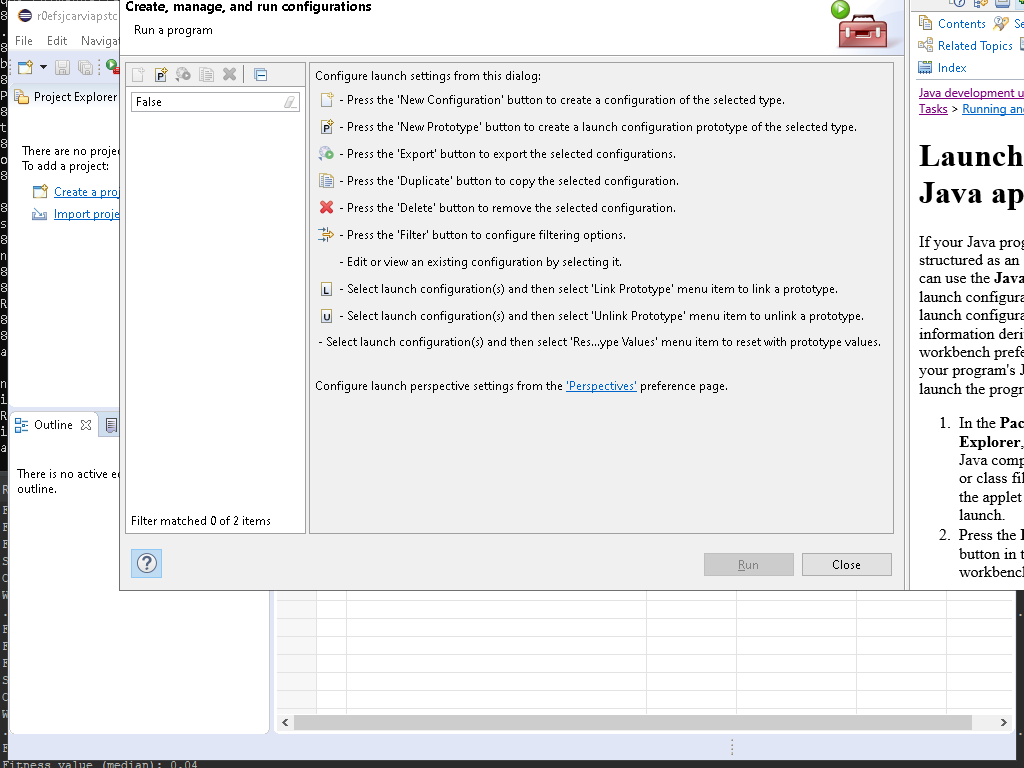 Create, manage, and run configurations
Run a program
r0efsjcarviapstc
File Edit Navigat
Project Explorer
There are no projec
To add a project:
Create a proj
Import proje
Outline
There is no active ed
outline.
False
Filter matched 0 of 2 items
Configure launch settings from this dialog:
- Press the 'New Configuration' button to create a configuration of the selected type.
- Press the 'New Prototype' button to create a launch configuration prototype of the selected type.
- Press the 'Export' button to export the selected configurations.
- Press the 'Duplicate' button to copy the selected configuration.
- Press the 'Delete' button to remove the selected configuration.
- Press the 'Filter' button to configure filtering options.
- Edit or view an existing configuration by selecting it.
- Select launch configuration(s) and then select 'Link Prototype' menu item to link a prototype.
- Select launch configuration(s) and then select 'Unlink Prototype' menu item to unlink a prototype.
- Select launch configuration(s) and then select 'Res...ype Values' menu item to reset with prototype values.
Configure launch perspective settings from the 'Perspectives' preference page.
Run
Close
Contents Se
Related Topics
Index
Java development u
Tasks > Running and
Launch
Java ap
If your Java prog
structured as an
can use the Java
launch configura
launch configura
information deri
workbench prefe
your program's J
launch the progr
1. In the Pac
Explorer,
Java comp
or class fil
the applet
launch.
2. Press the
button in t
workbench
Fitness value (median): 0.04